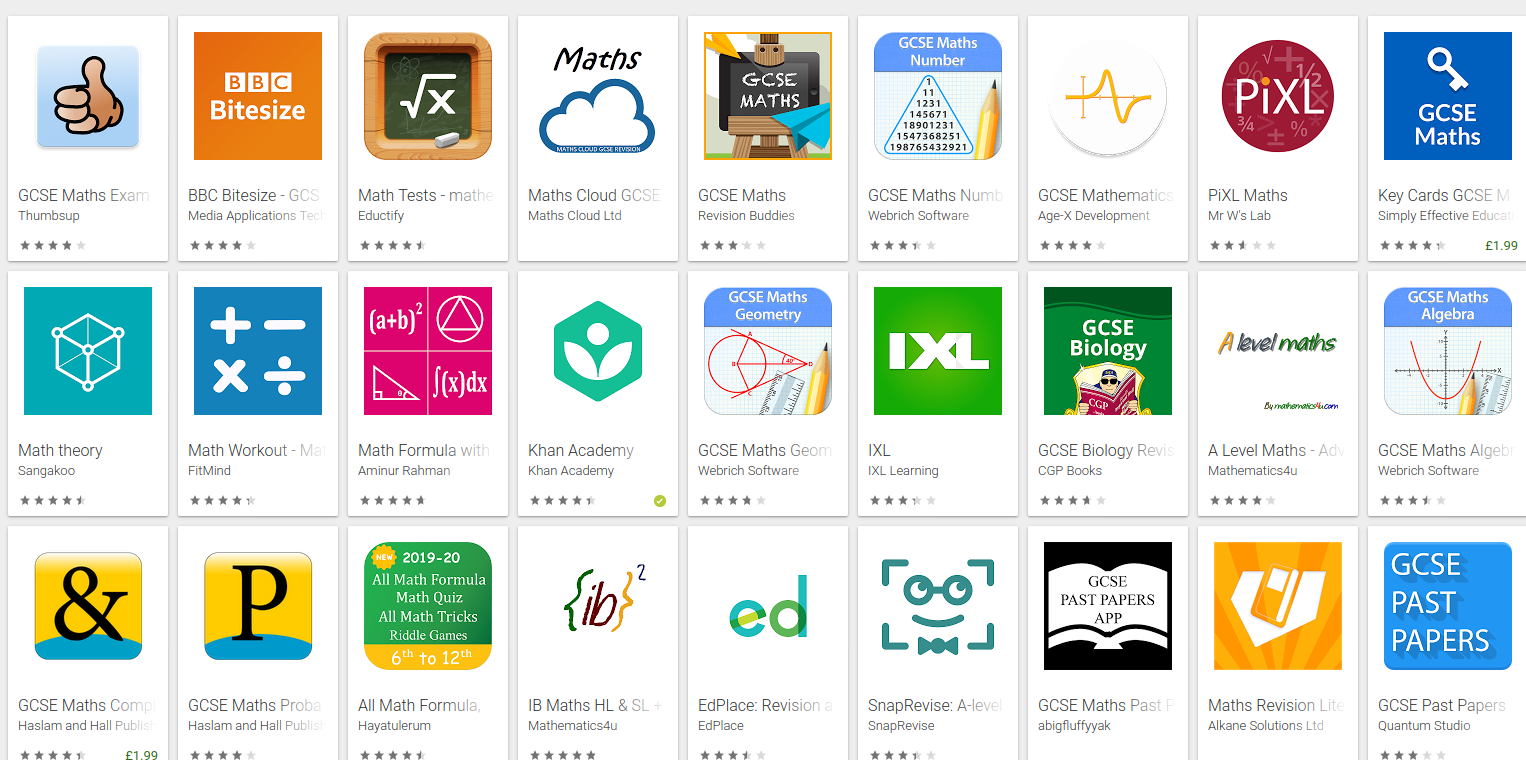 BBC
Bitesize
√x
Maths
MATHS CLOUD GCSE REVISION
GCSE
MATHS
GCSE Maths
Number
1
11
1231
145671
18901231
1547368251
198765432921
PiXL
GCSE
Maths
GCSE Maths Exam
Thumbsup
BBC Bitesize - GCS
Media Applications Tech
Math Tests - mathe
Eductify
Maths Cloud GCSE
Maths Cloud Ltd
GCSE Maths
Revision Buddies
GCSE Maths Numb
Webrich Software
GCSE Mathematics
Age-X Development
PiXL Maths
Mr W's Lab
Key Cards GCSE M
Simply Effective Educat
£1.99
(a+b)²
θ
∫(x)dx
GCSE Maths
Geometry
A
B
C
D
40°
IXL
GCSE
Biology
CGP
A level maths
By mathematics4u.com
GCSE Maths
Algebra
Y
X
Math theory
Sangakoo
Math Workout - Mat
FitMind
Math Formula with
Aminur Rahman
Khan Academy
Khan Academy
GCSE Maths Geom
Webrich Software
IXL
IXL Learning
GCSE Biology Revis
CGP Books
A Level Maths - Adv
Mathematics4u
GCSE Maths Algebr
Webrich Software
&
P
NEW
2019-20
All Math Formula
Math Quiz
All Math Tricks
Riddle Games
6th to 12th
{ib}²
ed
GCSE
PAST PAPERS
APP
GCSE
PAST
PAPERS
GCSE Maths Compl
Haslam and Hall Publish
£1.99
GCSE Maths Proba
Haslam and Hall Publish
All Math Formula,
Hayatulerum
IB Maths HL & SL +
Mathematics4u
EdPlace: Revision a
EdPlace
SnapRevise: A-level
SnapRevise
GCSE Maths Past P
abigfluffyyak
Maths Revision Lite
Alkane Solutions Ltd
GCSE Past Papers
Quantum Studio